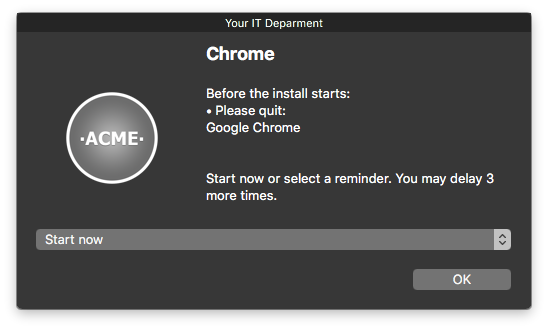 Your IT Deparment
Chrome
Before the install starts:
• Please quit:
Google Chrome
·ACME·
Start now or select a reminder. You may delay 3
more times.
Start now
OK